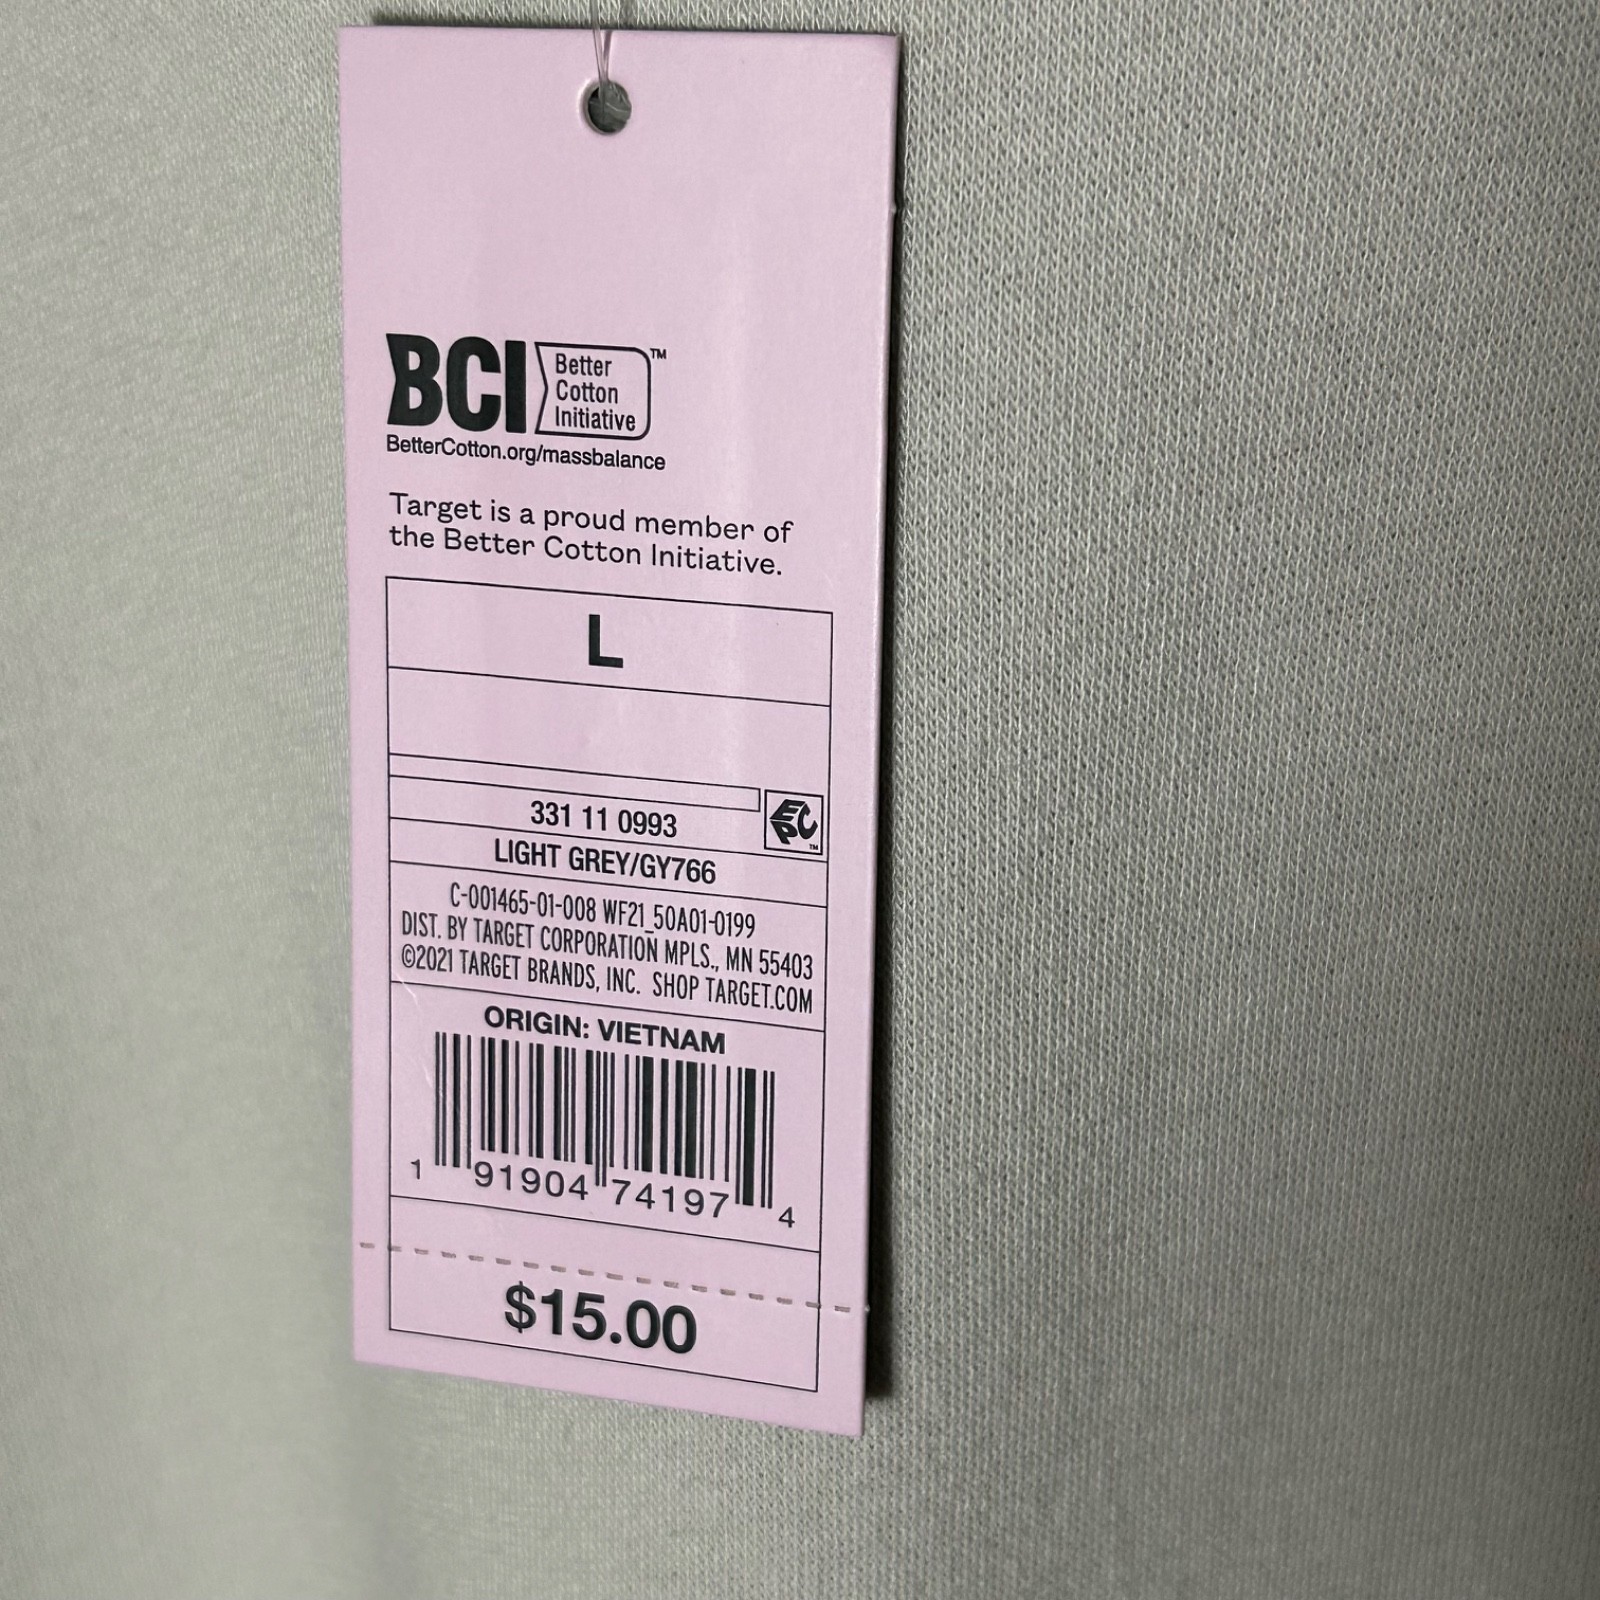 BCI
Better
Cotton
Initiative
™
BetterCotton.org/massbalance
Target is a proud member of
the Better Cotton Initiative.
L
331 11 0993
EPC ™
LIGHT GREY/GY766
C-001465-01-008 WF21_50A01-0199
DIST. BY TARGET CORPORATION MPLS., MN 55403
©2021 TARGET BRANDS, INC. SHOP TARGET.COM
ORIGIN: VIETNAM
1 91904 74197 4
$15.00